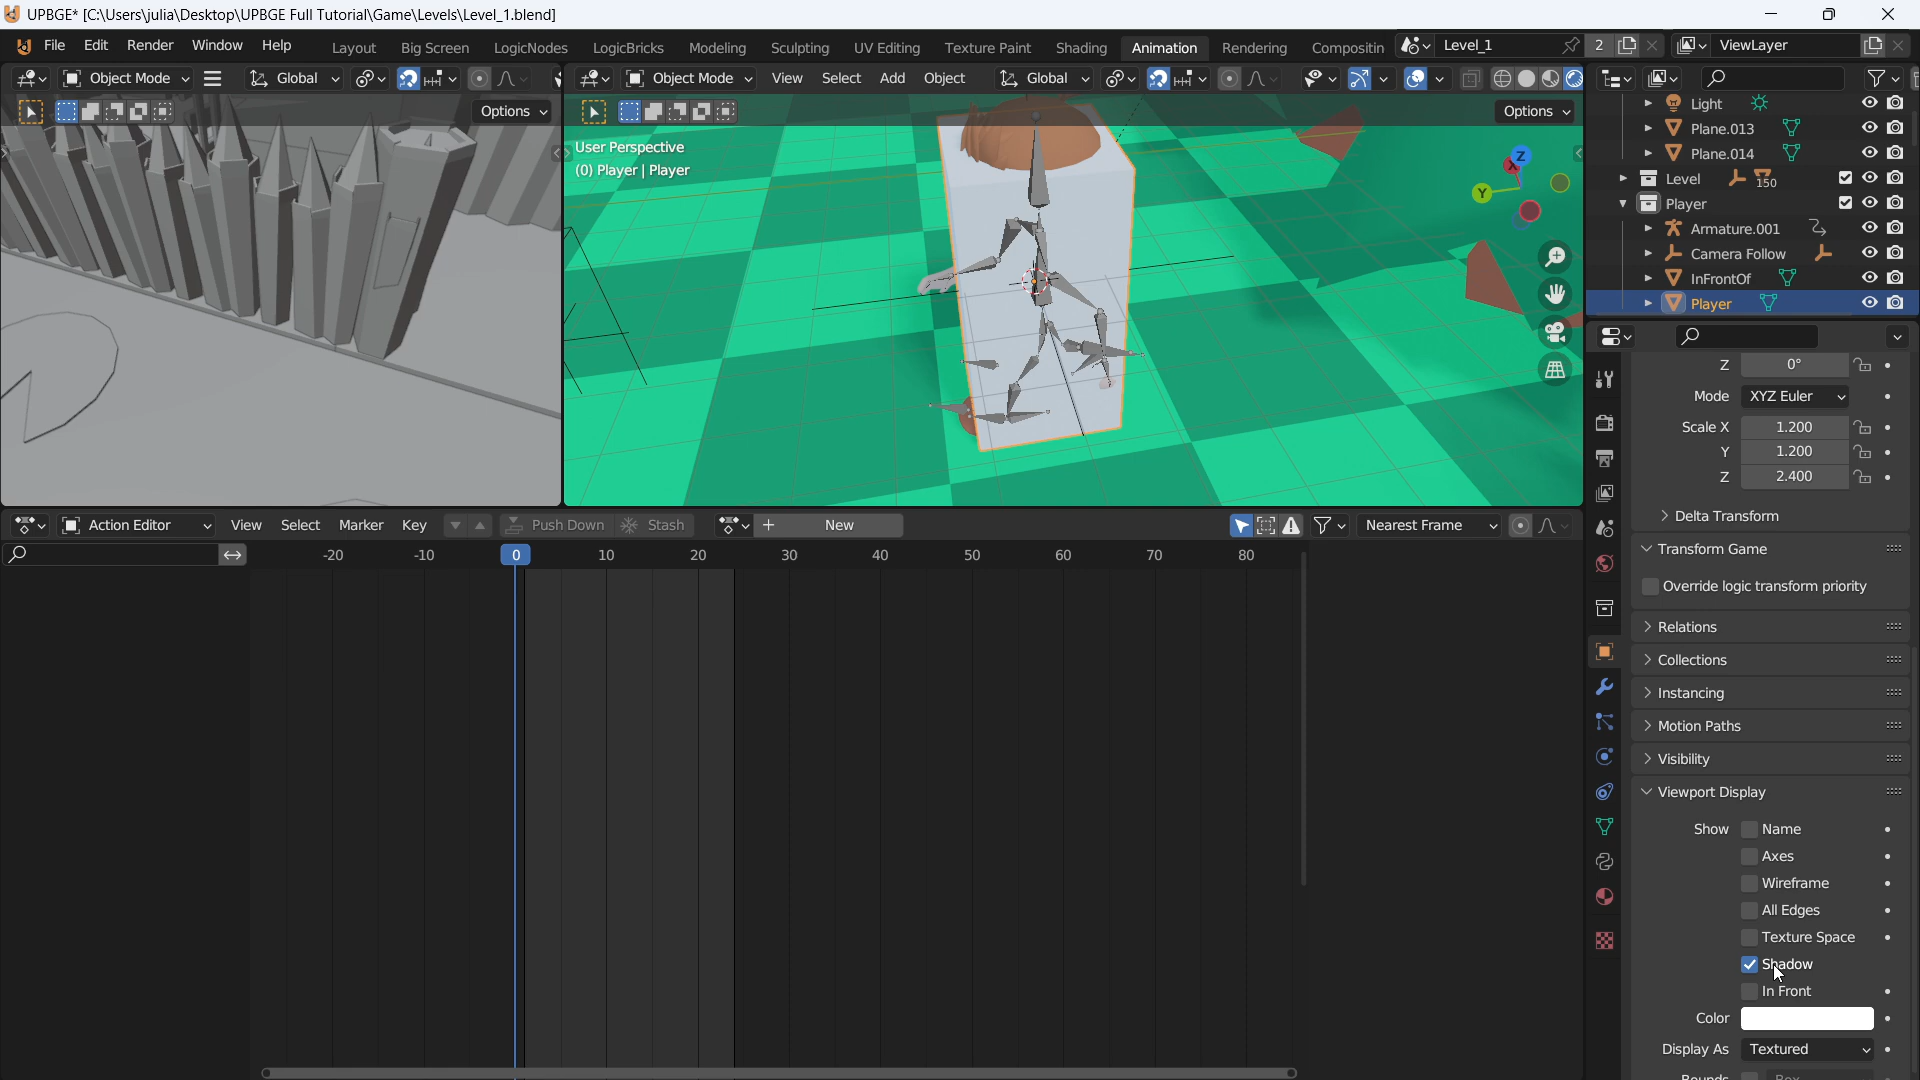 UPBGE* [C:\Users\julia\Desktop\UPBGE Full Tutorial\Game\Levels\Level_1.blend]
File Edit Render Window Help Layout Big Screen LogicNodes LogicBricks Modeling Sculpting UV Editing Texture Paint Shading Animation Rendering Compositin Level_1 2 ViewLayer
Object Mode Global Object Mode View Select Add Object Global
Options Options
User Perspective
(0) Player | Player
Z
X
Y
Light
Plane.013
Plane.014
Level 150
Player
Armature.001
Camera Follow
InFrontOf
Player
Z 0°
Mode XYZ Euler
Scale X 1.200
Y 1.200
Z 2.400
Delta Transform
Transform Game
Override logic transform priority
Relations
Collections
Instancing
Motion Paths
Visibility
Viewport Display
Show Name
Axes
Wireframe
All Edges
Texture Space
Shadow
In Front
Color
Display As Textured
Bounds Box
Action Editor View Select Marker Key Push Down Stash New Nearest Frame
-20 -10 0 10 20 30 40 50 60 70 80